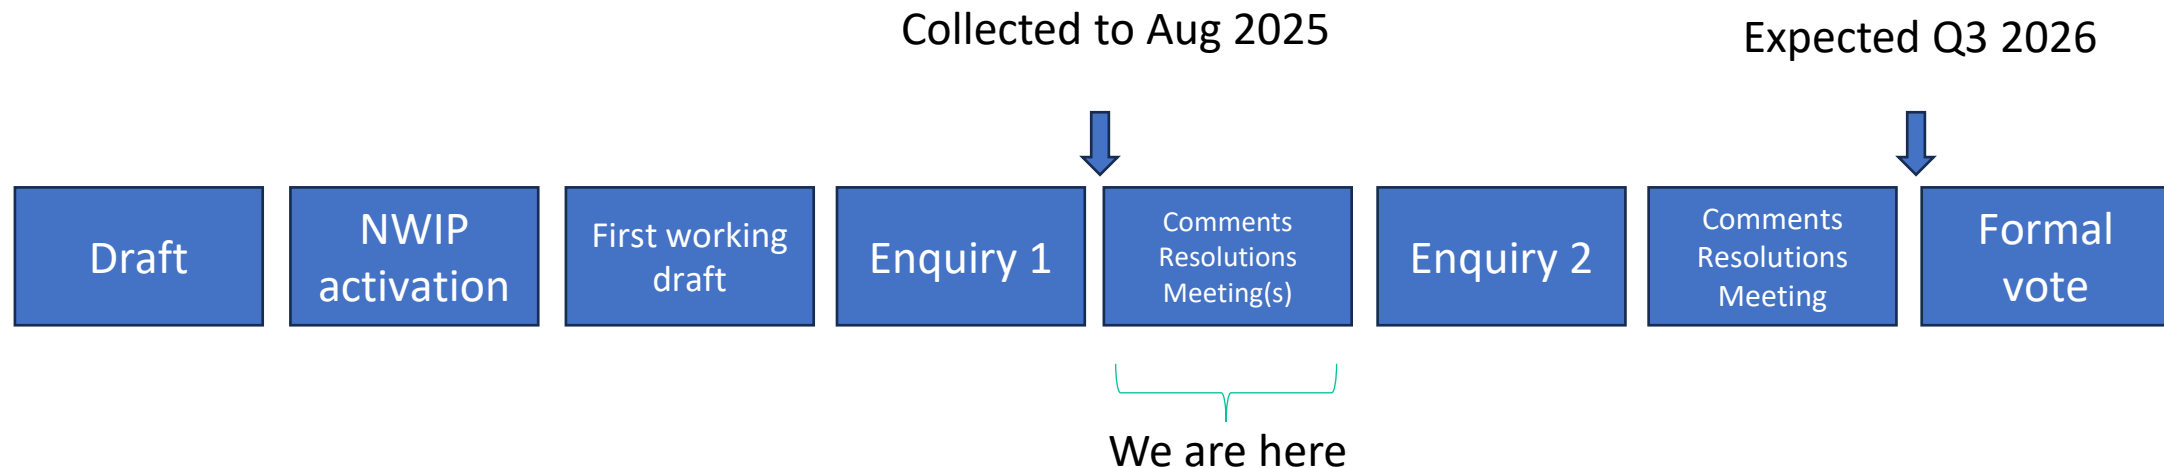 Collected to Aug 2025
Expected Q3 2026
Draft
NWIP
activation
First working
draft
Enquiry 1
Comments
Resolutions
Meeting(s)
Enquiry 2
Comments
Resolutions
Meeting
Formal
vote
We are here